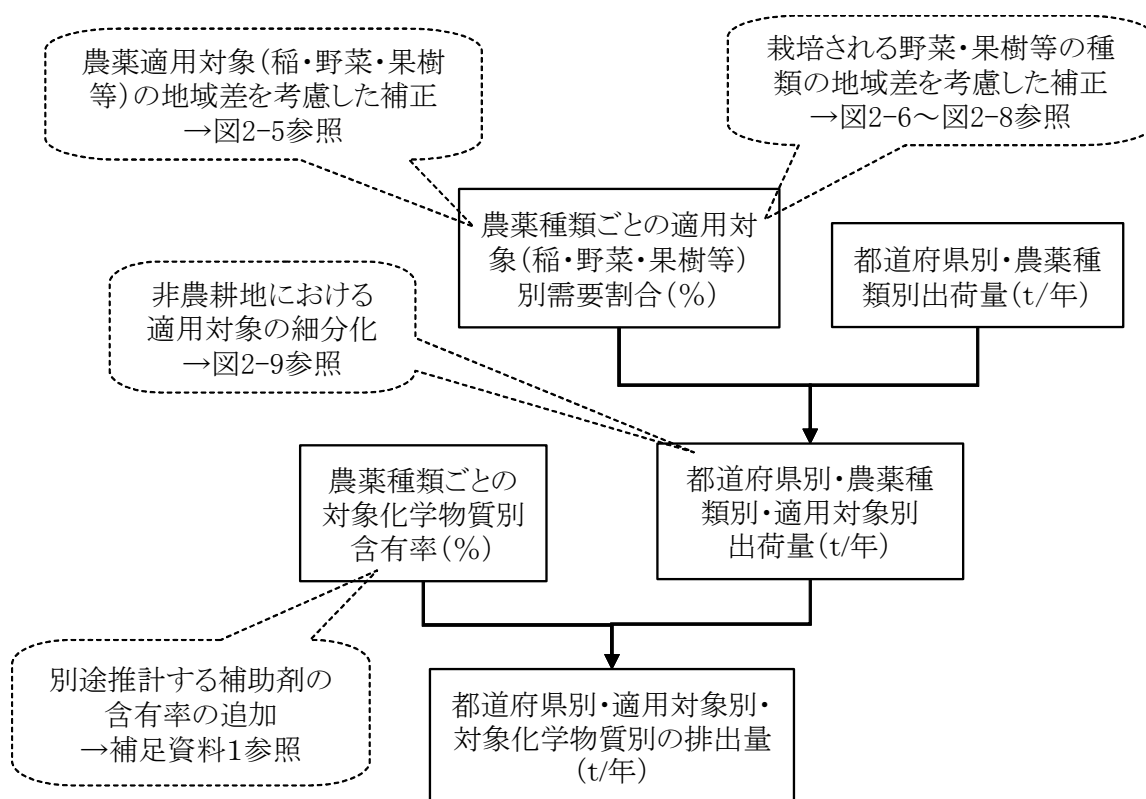 農薬適用対象(稲・野菜・果樹
等)の地域差を考慮した補正
→図2-5参照
栽培される野菜・果樹等の種
類の地域差を考慮した補正
→図2-6～図2-8参照
農薬種類ごとの適用対
象(稲・野菜・果樹等)
別需要割合(%)
都道府県別・農薬種
類別出荷量(t/年)
非農耕地における
適用対象の細分化
→図2-9参照
農薬種類ごとの
対象化学物質別
含有率(%)
都道府県別・農薬種
類別・適用対象別
出荷量(t/年)
別途推計する補助剤の
含有率の追加
→補足資料1参照
都道府県別・適用対象別・
対象化学物質別の排出量
(t/年)